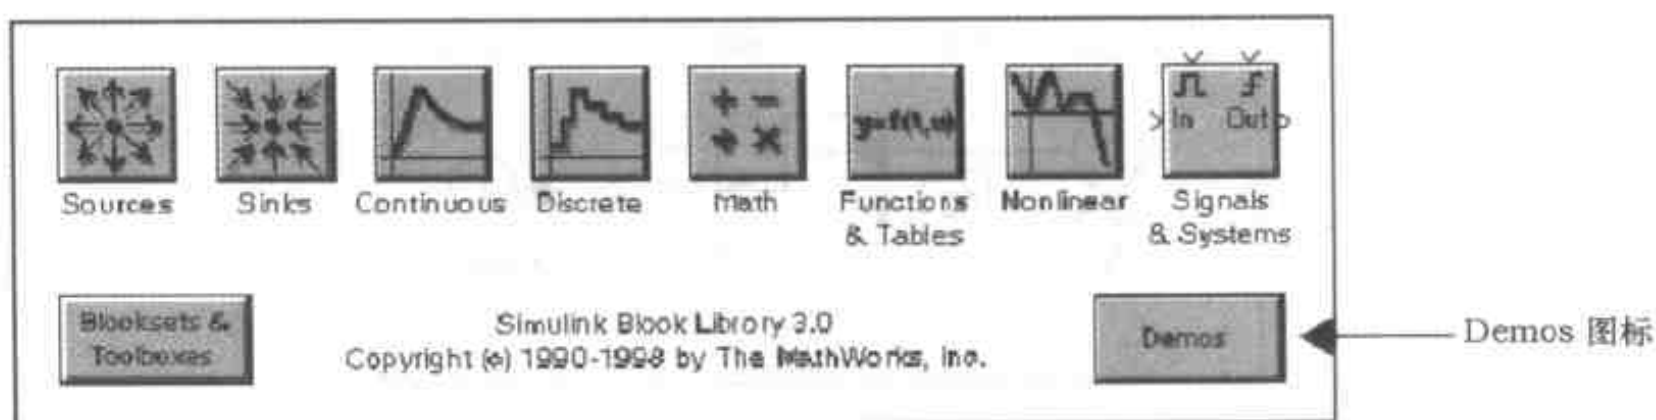 Sources Sinks Continuous Discrete Math Functions & Tables Nonlinear Signals & Systems
y=f(t,u)
In Out
Blocksets & Toolboxes
Simulink Block Library 3.0
Copyright (c) 1990-1998 by The MathWorks, Inc.
Demos
Demos 图标